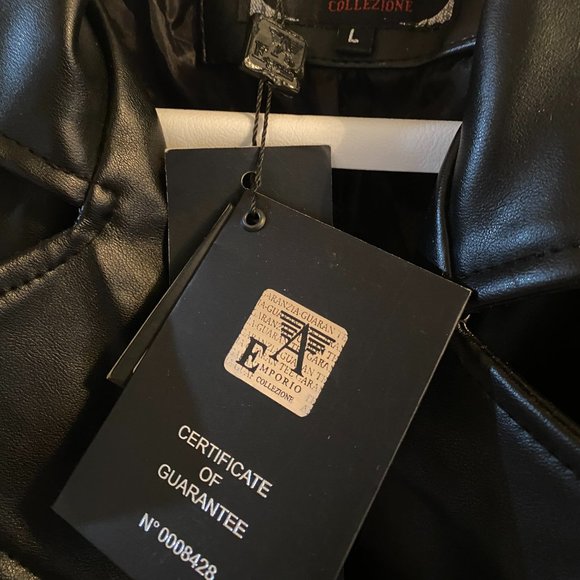 COLLEZIONE
L
A
E
EMPORIO
COLLEZIONE
CERTIFICATE
OF
GUARANTEE
N° 0008428